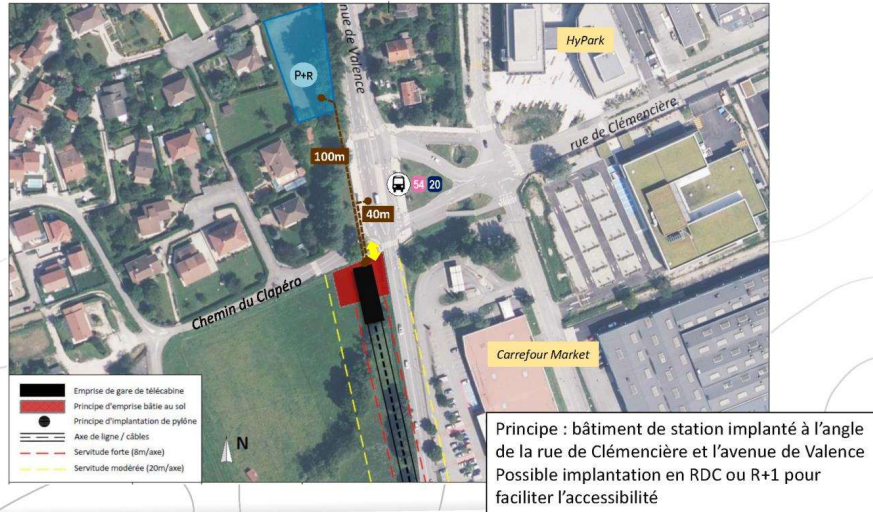 HyPark
nue de Valence
P+R
rue de Clémencière
100m
54 20
40m
Chemin du Clapéro
Carrefour Market
Emprise de gare de télécabine
Principe d'emprise bâtie au sol
Principe d'implantation de pylône
Axe de ligne / câbles
Servitude forte (8m/axe)
Servitude modérée (20m/axe)
N
Principe : bâtiment de station implanté à l'angle
de la rue de Clémencière et l'avenue de Valence
Possible implantation en RDC ou R+1 pour
faciliter l'accessibilité